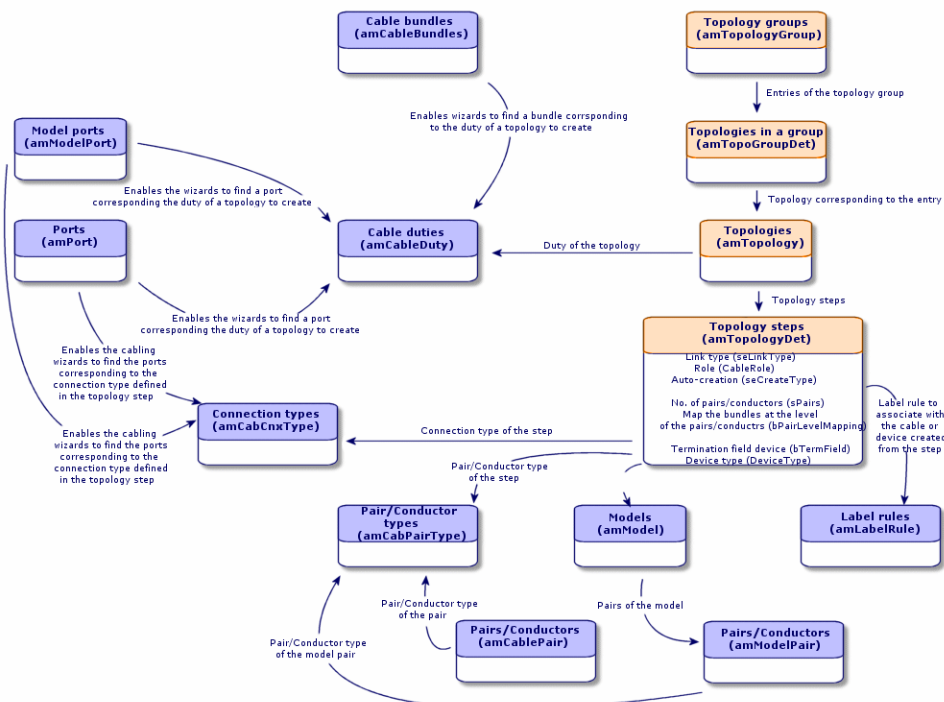 Cable bundles
(amCableBundles)
Topology groups
(amTopologyGroup)
Entries of the topology group
Enables wizards to find a bundle corrsponding
to the duty of a topology to create
Model ports
(amModelPort)
Topologies in a group
(amTopoGroupDet)
Enables the wizards to find a port
corresponding the duty of a topology to create
Topology corresponding to the entry
Ports
(amPort)
Cable duties
(amCableDuty)
Topologies
(amTopology)
Duty of the topology
Topology steps
Enables the wizards to find a port
corresponding the duty of a topology to create
Topology steps
(amTopologyDet)
Link type (seLinkType)
Role (CableRole)
Auto-creation (seCreateType)
No. of pairs/conductors (sPairs)
Map the bundles at the level
of the pairs/conductrs (bPairLevelMapping)
Termination field device (bTermField)
Device type (DeviceType)
Enables the cabling
wizards to find the ports
corresponding to the
connection type defined
in the topology step
Label rule to
associate with
the cable or
device created
from the step
Connection types
(amCabCnxType)
Connection type of the step
Enables the cabling
wizards to find the ports
corresponding to the
connection type defined
in the topology step
Pair/Conductor type
of the step
Pair/Conductor
types
(amCabPairType)
Models
(amModel)
Label rules
(amLabelRule)
Pair/Conductor type
of the pair
Pairs of the model
Pair/Conductor type
of the model pair
Pairs/Conductors
(amCablePair)
Pairs/Conductors
(amModelPair)